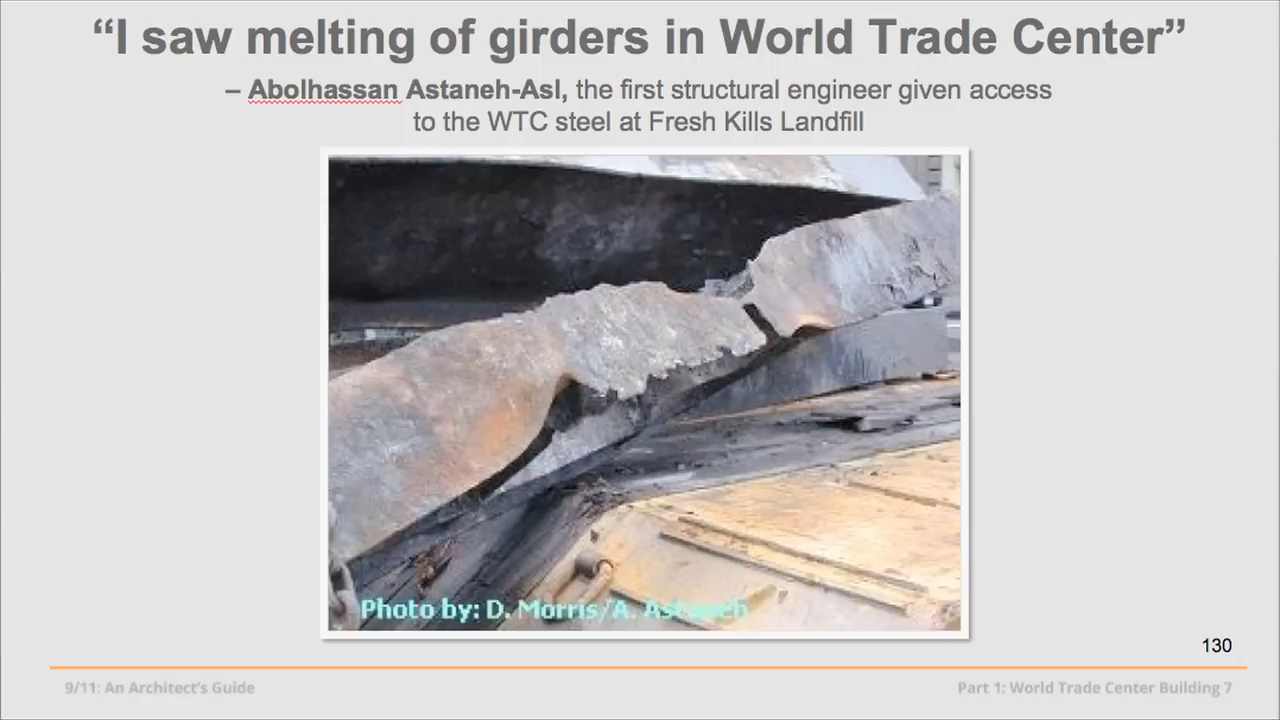 “I saw melting of girders in World Trade Center”
– Abolhassan Astaneh-Asl, the first structural engineer given access
to the WTC steel at Fresh Kills Landfill
Photo by: D. Morris/A. Astaneh
130
9/11: An Architect's Guide
Part 1: World Trade Center Building 7